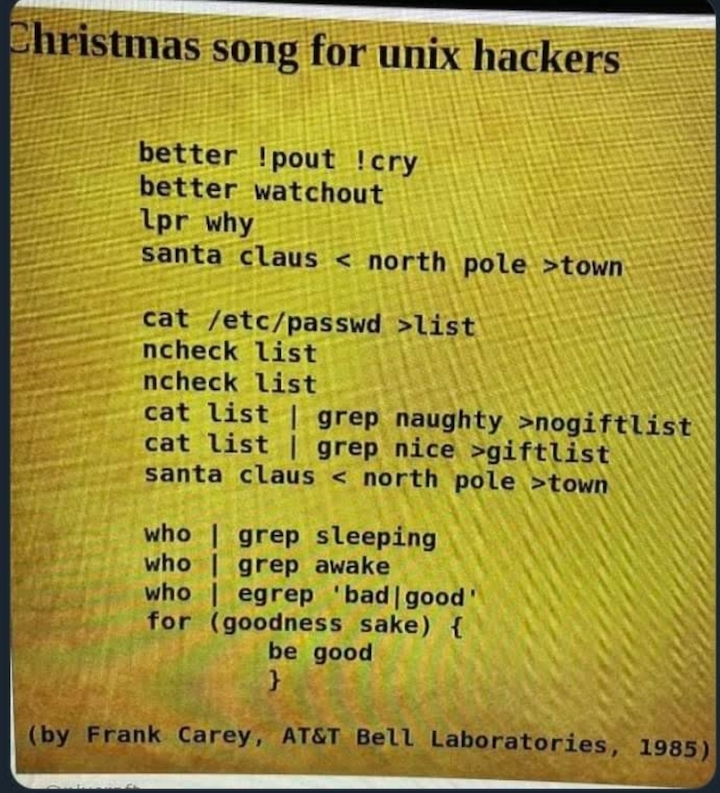 Christmas song for unix hackers
better !pout !cry
better watchout
lpr why
santa claus < north pole >town
cat /etc/passwd >list
ncheck list
ncheck list
cat list | grep naughty >nogiftlist
cat list | grep nice >giftlist
santa claus < north pole >town
who | grep sleeping
who | grep awake
who | egrep 'bad|good'
for (goodness sake) {
be good
}
(by Frank Carey, AT&T Bell Laboratories, 1985)